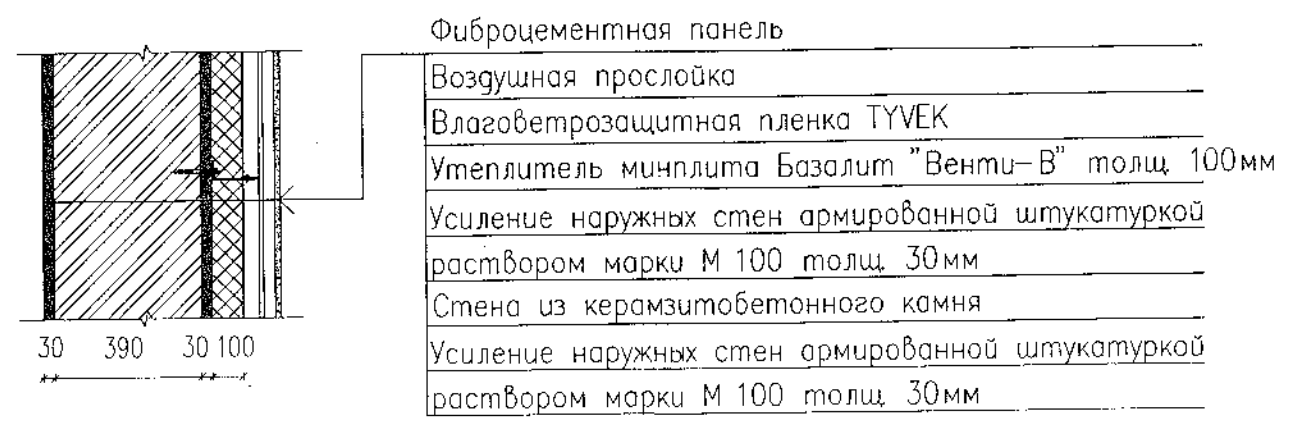 Фиброцементная панель
Воздушная прослойка
Влаговетрозащитная пленка TYVEK
Утеплитель минплита Базалит "Венти-В" толщ. 100мм
Усиление наружных стен армированной штукатуркой
раствором марки М 100 толщ. 30мм
Стена из керамзитобетонного камня
Усиление наружных стен армированной штукатуркой
раствором марки М 100 толщ. 30мм
30 390 30 100